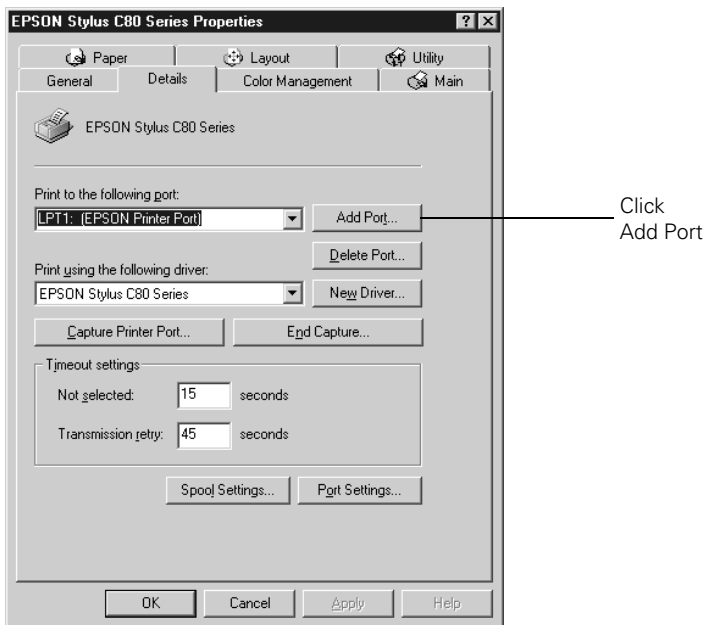 EPSON Stylus C80 Series Properties
Paper
Layout
Utility
General
Details
Color Management
Main
EPSON Stylus C80 Series
Print to the following port:
LPT1: (EPSON Printer Port)
Add Port...
Click
Add Port
Delete Port...
Print using the following driver:
EPSON Stylus C80 Series
New Driver...
Capture Printer Port...
End Capture...
Timeout settings
Not selected:
15
seconds
Transmission retry:
45
seconds
Spool Settings...
Port Settings...
OK
Cancel
Apply
Help